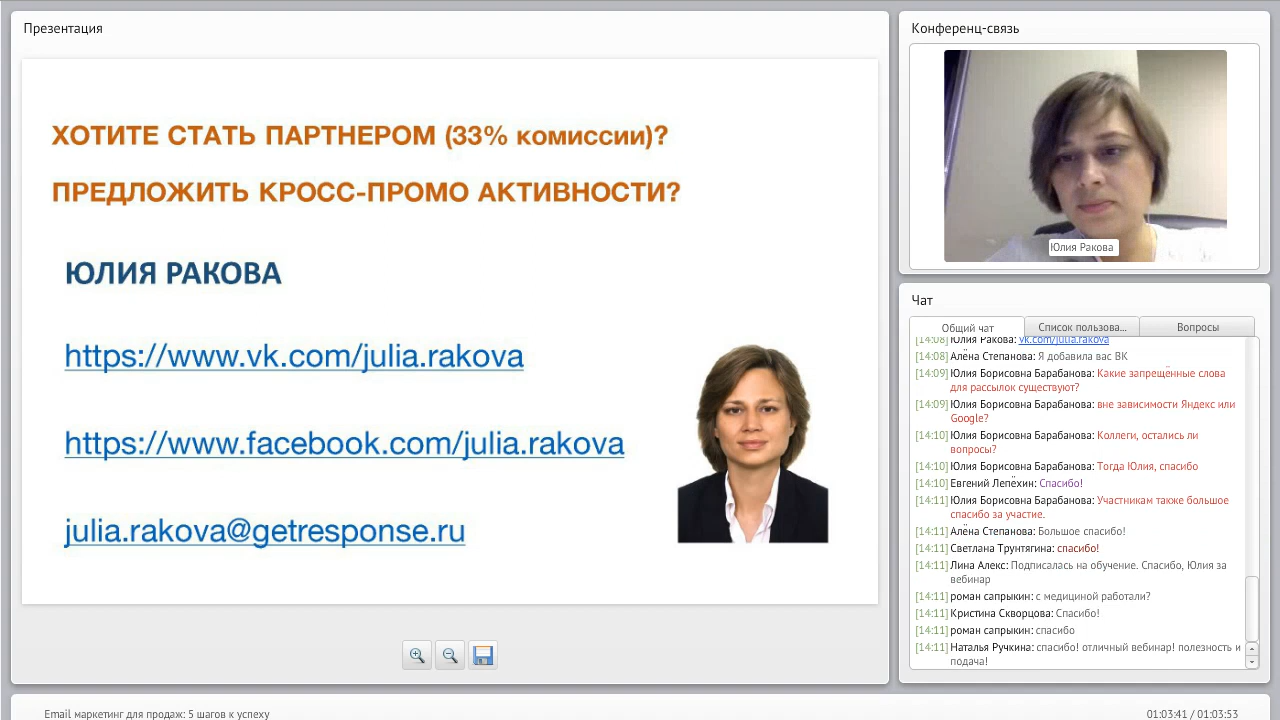 Презентация
ХОТИТЕ СТАТЬ ПАРТНЕРОМ (33% комиссии)?
ПРЕДЛОЖИТЬ КРОСС-ПРОМО АКТИВНОСТИ?
ЮЛИЯ РАКОВА
https://www.vk.com/julia.rakova
https://www.facebook.com/julia.rakova
julia.rakova@getresponse.ru
Конференц-связь
Юлия Ракова
Чат
Общий чат
Список пользова...
Вопросы
[14:08] Юлия Ракова: vk.com/julia.rakova
[14:08] Алёна Степанова: Я добавила вас ВК
[14:09] Юлия Борисовна Барабанова: Какие запрещённые слова
для рассылок существуют?
[14:09] Юлия Борисовна Барабанова: вне зависимости Яндекс или
Google?
[14:10] Юлия Борисовна Барабанова: Коллеги, остались ли
вопросы?
[14:10] Юлия Борисовна Барабанова: Тогда Юлия, спасибо
[14:10] Евгений Лепёхин: Спасибо!
[14:11] Юлия Борисовна Барабанова: Участникам также большое
спасибо за участие.
[14:11] Алёна Степанова: Большое спасибо!
[14:11] Светлана Трунтягина: спасибо!
[14:11] Лина Алекс: Подписалась на обучение. Спасибо, Юлия за
вебинар
[14:11] роман сапрыкин: с медициной работали?
[14:11] Кристина Скворцова: Спасибо!
[14:11] роман сапрыкин: спасибо
[14:11] Наталья Ручкина: спасибо! отличный вебинар! полезность и
подача!
Email маркетинг для продаж: 5 шагов к успеху
01:03:41 / 01:03:53